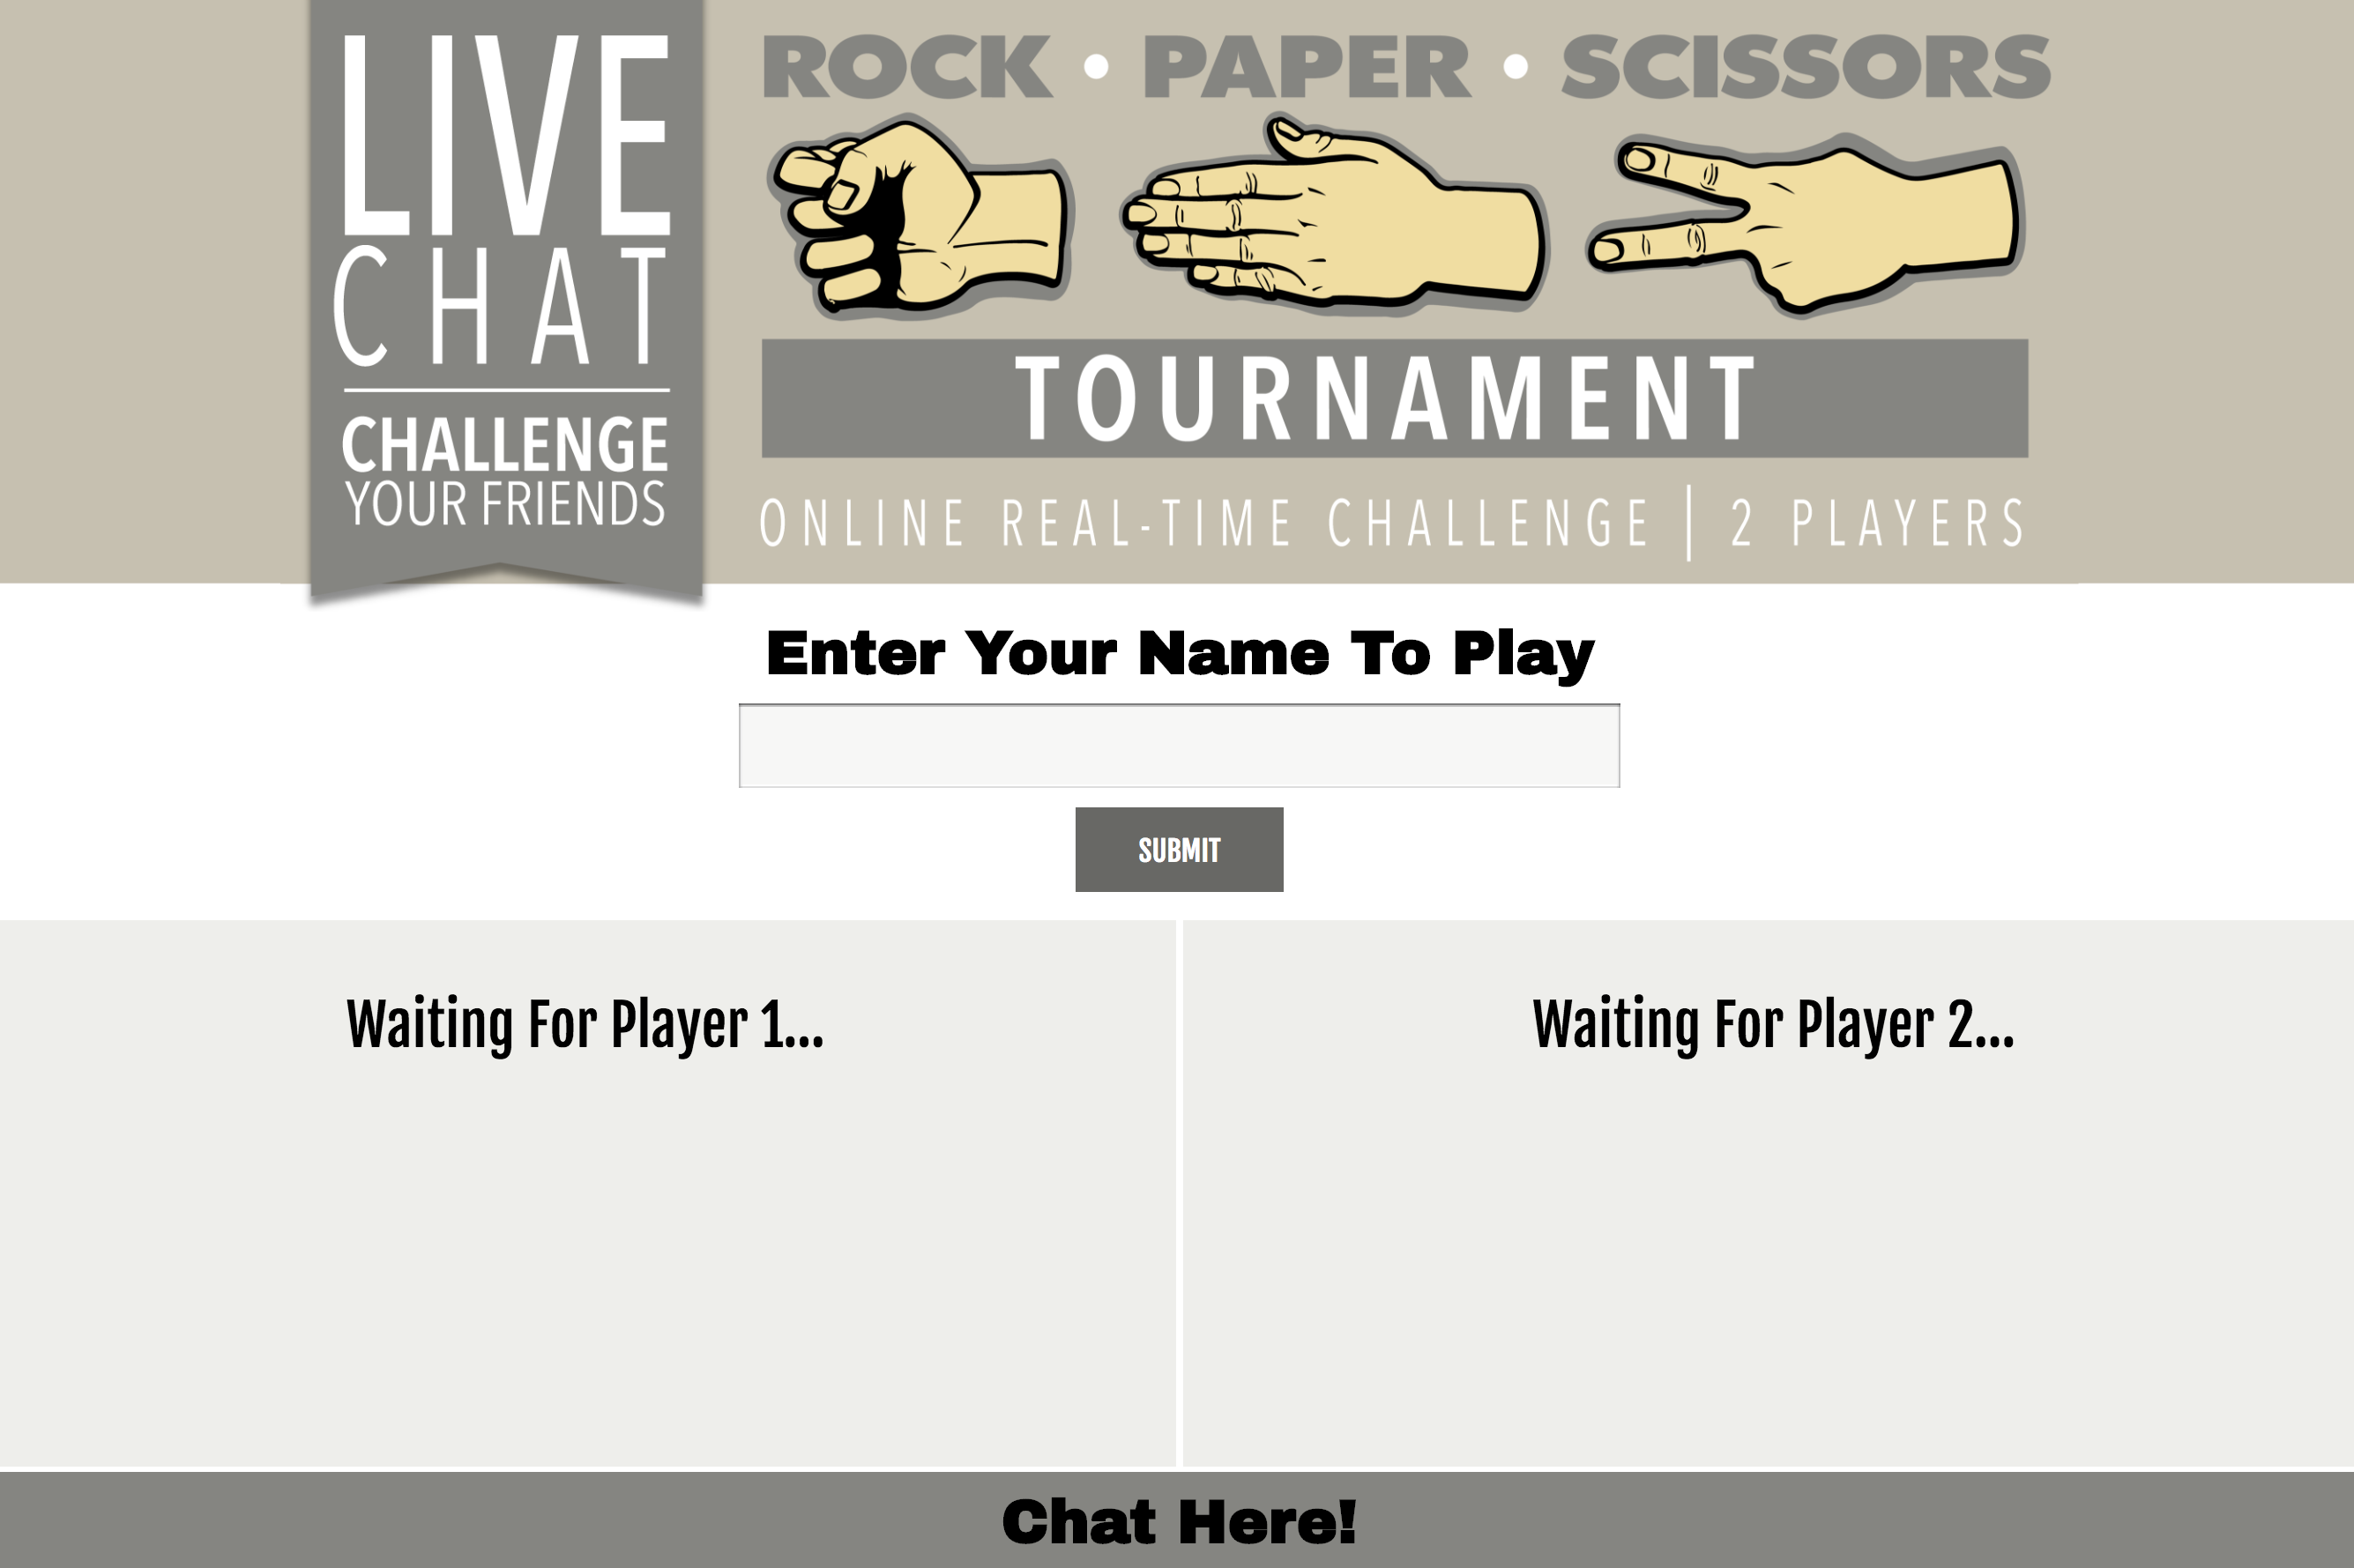 LIVE
CHAT
CHALLENGE
YOUR FRIENDS
ROCK • PAPER • SCISSORS
TOURNAMENT
ONLINE REAL-TIME CHALLENGE | 2 PLAYERS
Enter Your Name To Play
SUBMIT
Waiting For Player 1...
Waiting For Player 2...
Chat Here!